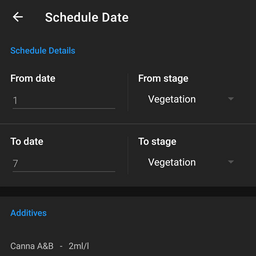 Schedule Date
Schedule Details
From date From stage
1 Vegetation
To date To stage
7 Vegetation
Additives
Canna A&B - 2ml/l